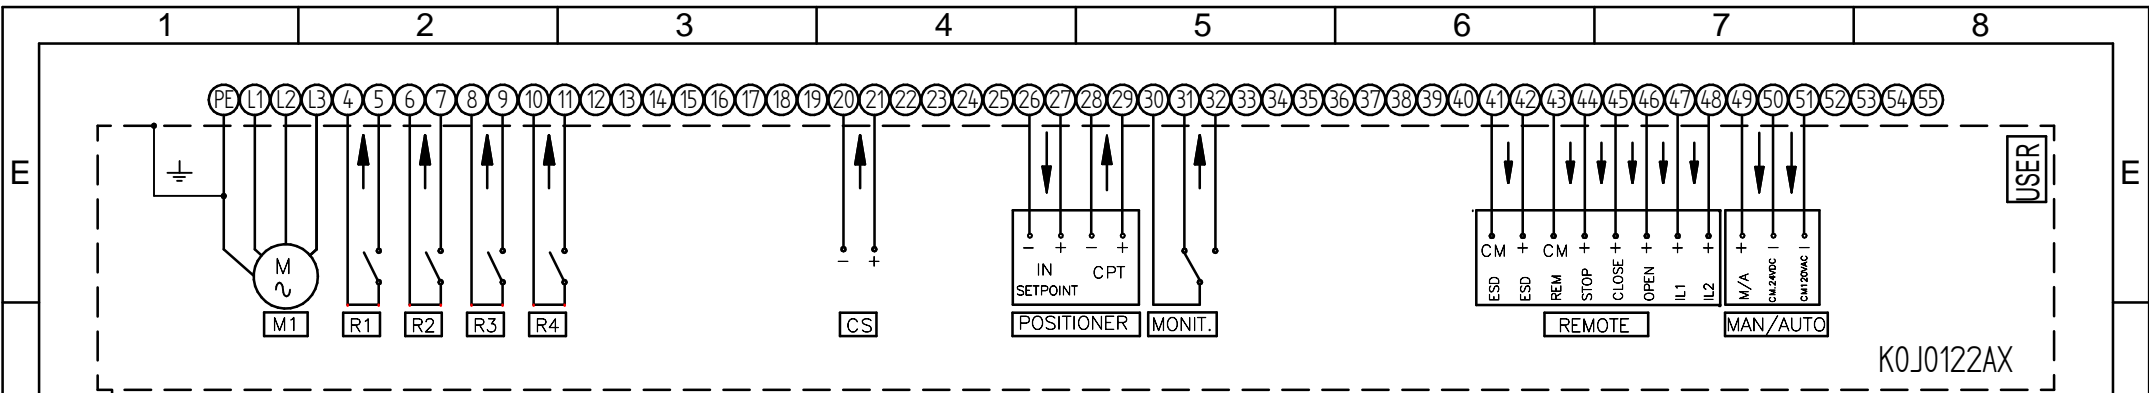 1 2 3 4 5 6 7 8
PE L1 L2 L3 4 5 6 7 8 9 10 11 12 13 14 15 16 17 18 19 20 21 22 23 24 25 26 27 28 29 30 31 32 33 34 35 36 37 38 39 40 41 42 43 44 45 46 47 48 49 50 51 52 53 54 55
E E
USER
− + − + − + CM + CM + + + + + + − −
M IN CPT
SETPOINT
ESD ESD REM STOP CLOSE OPEN IL1 IL2 M/A CM.24VDC CM120VAC
M1 R1 R2 R3 R4 CS POSITIONER MONIT. REMOTE MAN/AUTO
K0J0122AX